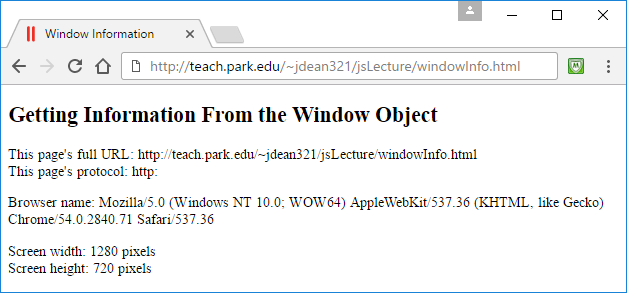 Window Information
http://teach.park.edu/~jdean321/jsLecture/windowInfo.html
Getting Information From the Window Object
This page's full URL: http://teach.park.edu/~jdean321/jsLecture/windowInfo.html
This page's protocol: http:
Browser name: Mozilla/5.0 (Windows NT 10.0; WOW64) AppleWebKit/537.36 (KHTML, like Gecko)
Chrome/54.0.2840.71 Safari/537.36
Screen width: 1280 pixels
Screen height: 720 pixels